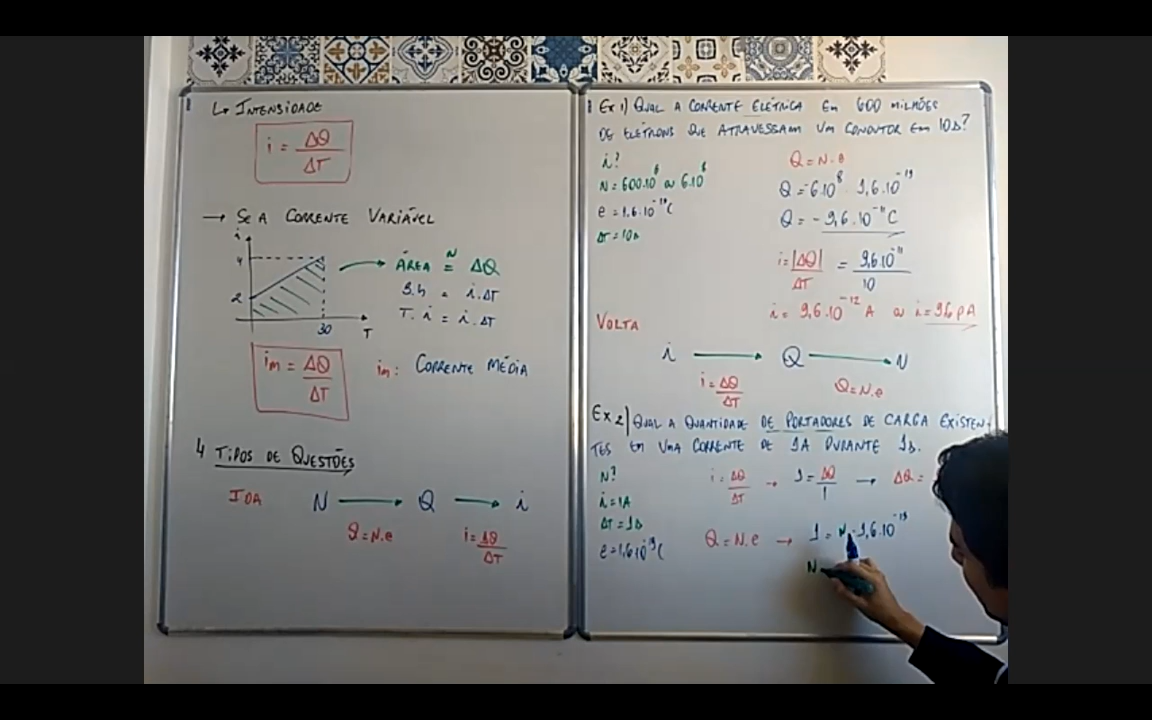 L→ INTENSIDADE
i = ΔQ
ΔT
→ SE A CORRENTE VARIÁVEL
i
4
2
30
T
ÁREA =ᴺ ΔQ
B.h = i.ΔT
T. i = i.ΔT
im = ΔQ
ΔT
im: CORRENTE MÉDIA
4 TIPOS DE QUESTÕES
IDA
N → Q → i
Q = N.e
i = ΔQ
ΔT
Ex 1) QUAL A CORRENTE ELÉTRICA EM 600 MILHÕES
DE ELÉTRONS QUE ATRAVESSAM UM CONDUTOR EM 10s?
i?
N = 600.10⁶ ou 6.10⁸
e = 1,6.10⁻¹⁹C
ΔT = 10s
Q = N.e
Q = -6.10⁸ . 1,6.10⁻¹⁹
Q = - 9,6.10⁻¹¹ C
i = |ΔQ| = 9,6.10⁻¹¹
ΔT 10
i = 9,6.10⁻¹² A ou i = 9,6 pA
VOLTA
i → Q → N
i = ΔQ
ΔT
Q = N.e
Ex 2) QUAL A QUANTIDADE DE PORTADORES DE CARGA EXISTEN-
TES EM UMA CORRENTE DE 1A DURANTE 1s.
N?
i = 1A
ΔT = 1s
e = 1,6.10⁻¹⁹C
i = ΔQ → 1 = ΔQ → ΔQ =
ΔT 1
Q = N.e → 1 = N.1,6.10⁻¹⁹
N